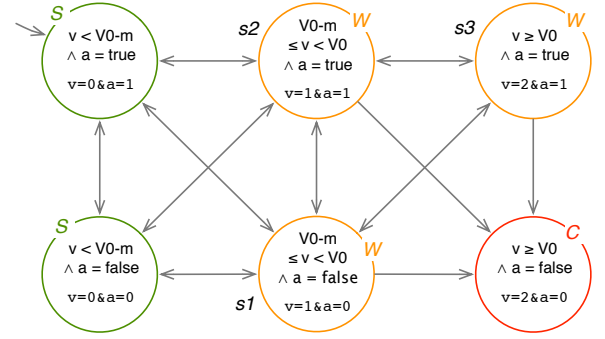 S
v < V0-m
∧ a = true
v=0&a=1
s2
W
V0-m
≤ v < V0
∧ a = true
v=1&a=1
s3
W
v ≥ V0
∧ a = true
v=2&a=1
S
v < V0-m
∧ a = false
v=0&a=0
s1
W
V0-m
≤ v < V0
∧ a = false
v=1&a=0
C
v ≥ V0
∧ a = false
v=2&a=0